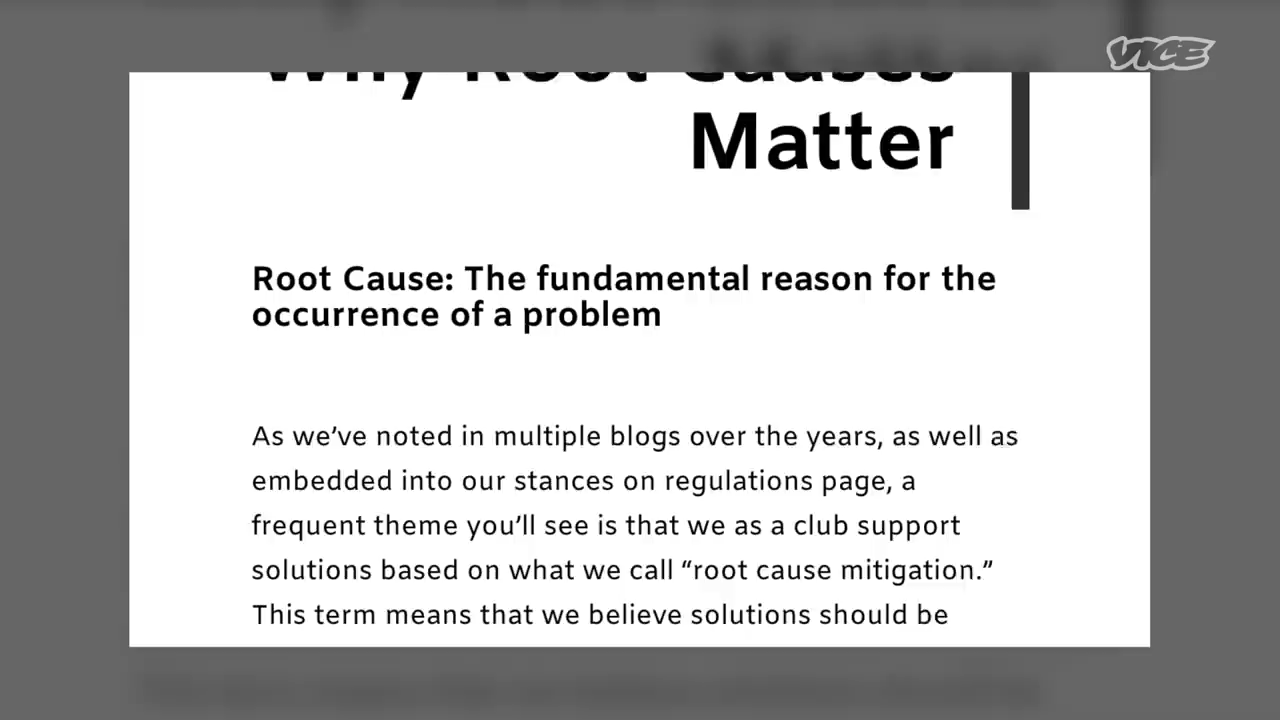 VICE
Why Root Causes
Matter
Root Cause: The fundamental reason for the
occurrence of a problem
As we’ve noted in multiple blogs over the years, as well as
embedded into our stances on regulations page, a
frequent theme you’ll see is that we as a club support
solutions based on what we call “root cause mitigation.”
This term means that we believe solutions should be